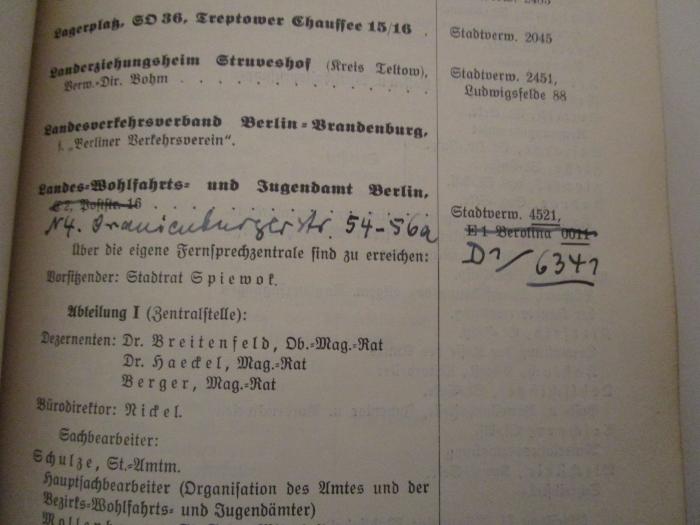 Lagerplatz, SO 36, Treptower Chaussee 15/16 . Stadtverw. 2045
Landerziehungsheim Struveshof (Kreis Teltow), Stadtverw. 2451,
Verw.-Dir. Bohm . . . . . . . . . . . Ludwigsfelde 88
Landesverkehrsverband Berlin-Brandenburg,
s. „Berliner Verkehrsverein“.
Landes-Wohlfahrts- und Jugendamt Berlin,
C 2, Poststr. 16 . . . . . . . . . . Stadtverw. 4521,
N4. Oranienburgerstr. 54-56a E 1 Berolina 0011
D1/6341
Über die eigene Fernsprechzentrale sind zu erreichen:
Vorsitzender: Stadtrat Spiewok.
Abteilung I (Zentralstelle):
Dezernenten: Dr. Breitenfeld, Ob.-Mag.-Rat
Dr. Haeckel, Mag.-Rat
Berger, Mag.-Rat
Bürodirektor: Nickel.
Sachbearbeiter:
Schulze, St.-Amtm.
Hauptsachbearbeiter (Organisation des Amtes und der
Bezirks-Wohlfahrts- und Jugendämter)